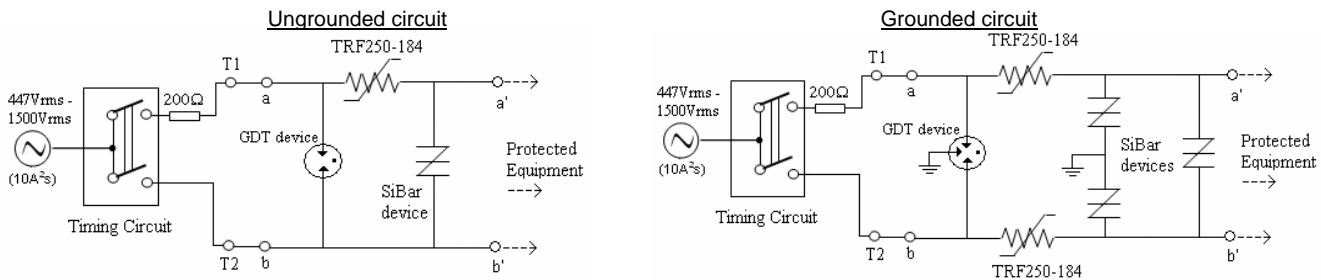 Ungrounded circuit
TRF250-184
T1
a
200Ω
447Vrms -
1500Vrms
(10A²s)
GDT device
a'
Protected
Equipment
SiBar
device
Timing Circuit
T2
b
b'
Grounded circuit
TRF250-184
T1
a
200Ω
447Vrms -
1500Vrms
(10A²s)
GDT device
a'
SiBar
devices
Protected
Equipment
Timing Circuit
T2
b
b'
TRF250-184